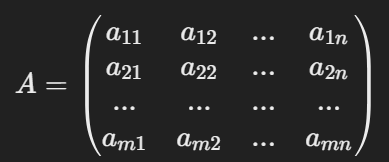 a₁₁ a₁₂ ... a₁ₙ
a₂₁ a₂₂ ... a₂ₙ
A =
... ... ... ...
aₘ₁ aₘ₂ ... aₘₙ